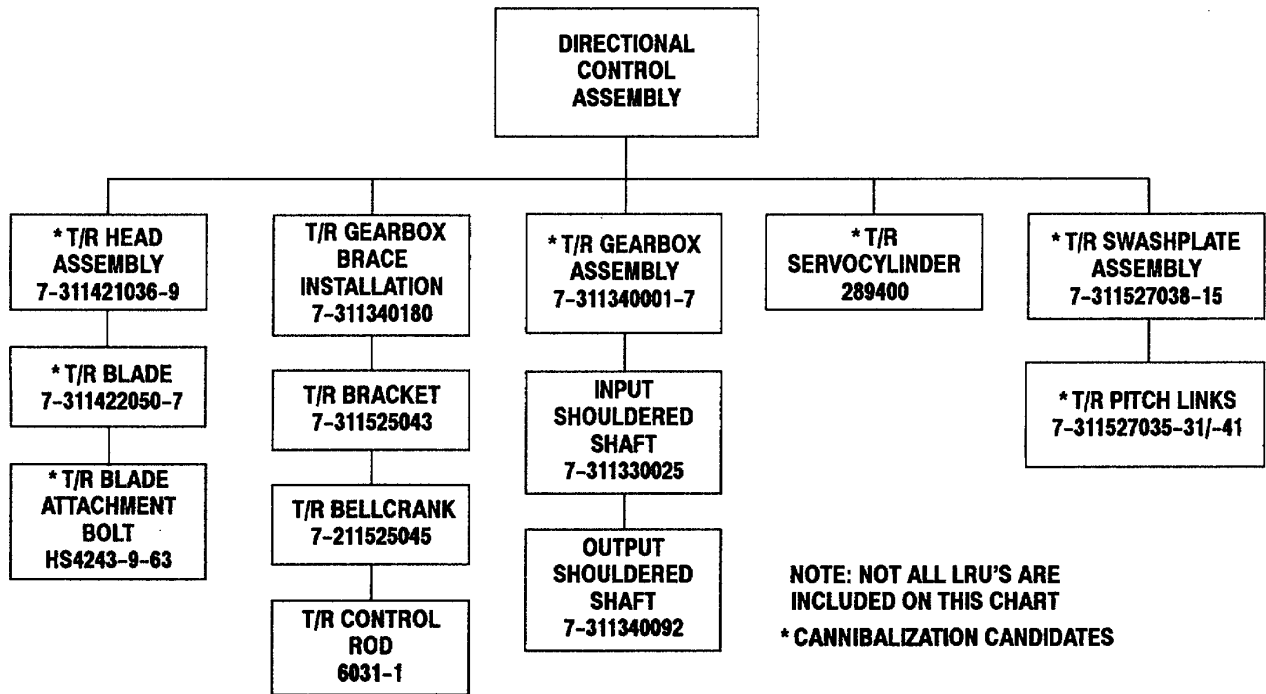 DIRECTIONAL
CONTROL
ASSEMBLY
* T/R HEAD
ASSEMBLY
7-311421036-9
* T/R BLADE
7-311422050-7
* T/R BLADE
ATTACHMENT
BOLT
HS4243-9-63
T/R GEARBOX
BRACE
INSTALLATION
7-311340180
T/R BRACKET
7-311525043
T/R BELLCRANK
7-211525045
T/R CONTROL
ROD
6031-1
* T/R GEARBOX
ASSEMBLY
7-311340001-7
INPUT
SHOULDERED
SHAFT
7-311330025
OUTPUT
SHOULDERED
SHAFT
7-311340092
* T/R
SERVOCYLINDER
289400
* T/R SWASHPLATE
ASSEMBLY
7-311527038-15
* T/R PITCH LINKS
7-311527035-31/-41
NOTE: NOT ALL LRU'S ARE
INCLUDED ON THIS CHART
* CANNIBALIZATION CANDIDATES